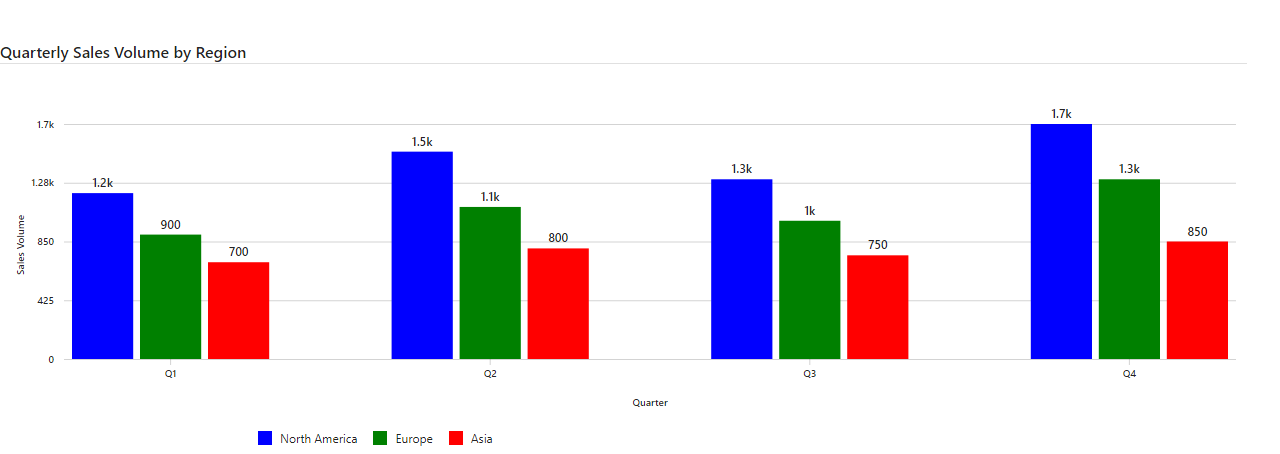 Quarterly Sales Volume by Region
1.7k
1.28k
850
425
0
Sales Volume
1.2k
900
700
1.5k
1.1k
800
1.3k
1k
750
1.7k
1.3k
850
Q1
Q2
Q3
Q4
Quarter
North America
Europe
Asia